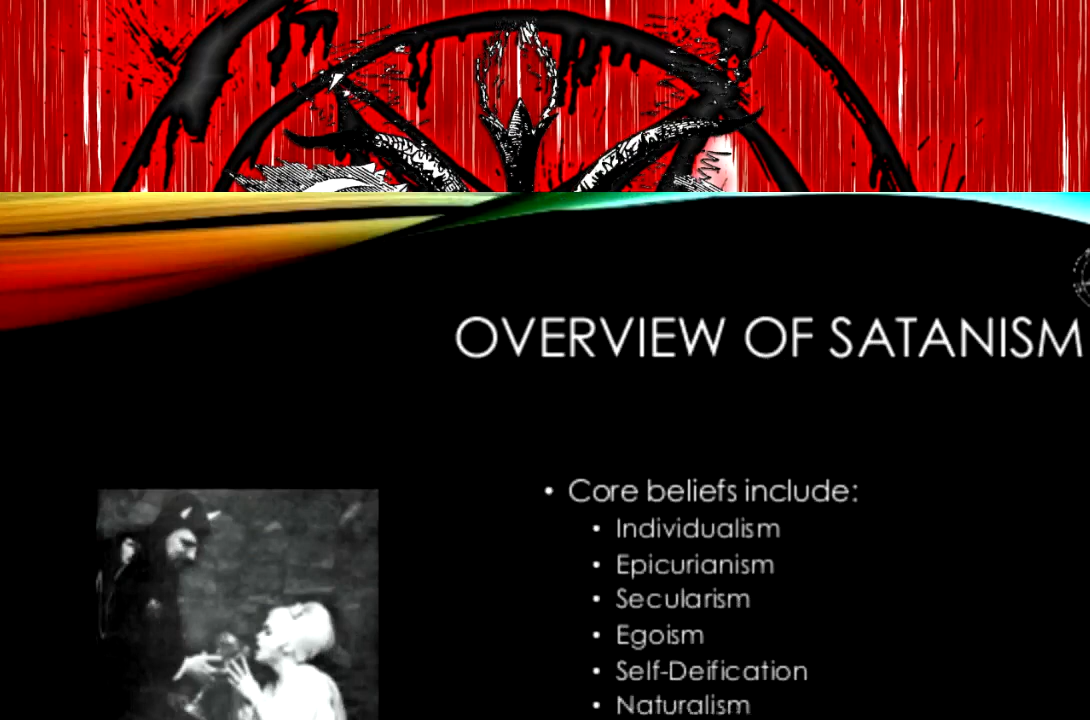 OVERVIEW OF SATANISM
• Core beliefs include:
• Individualism
• Epicurianism
• Secularism
• Egoism
• Self-Deification
• Naturalism